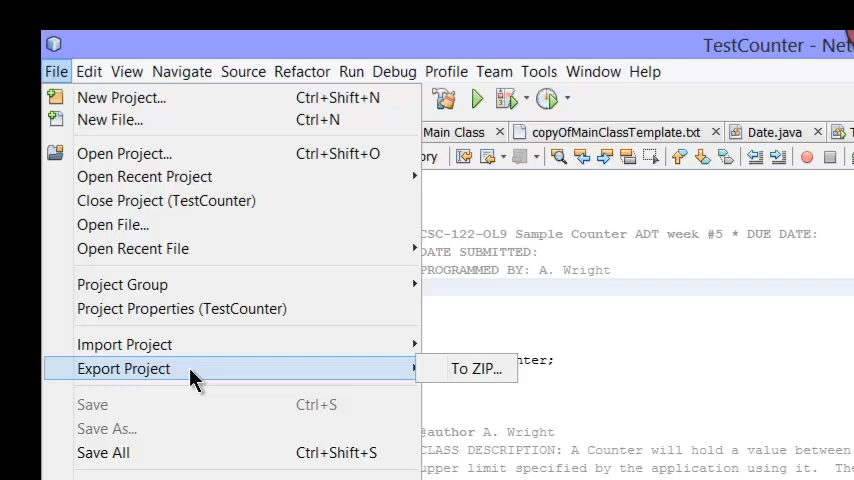 TestCounter - Net
File Edit View Navigate Source Refactor Run Debug Profile Team Tools Window Help
New Project... Ctrl+Shift+N
New File... Ctrl+N
Main Class × copyOfMainClassTemplate.txt × Date.java ×
Open Project... Ctrl+Shift+O
ory
Open Recent Project
Close Project (TestCounter)
Open File...
CSC-122-OL9 Sample Counter ADT week #5 * DUE DATE:
Open Recent File
DATE SUBMITTED:
PROGRAMMED BY: A. Wright
Project Group
Project Properties (TestCounter)
Import Project
nter;
Export Project
To ZIP...
Save Ctrl+S
Save As...
@author A. Wright
Save All Ctrl+Shift+S
CLASS DESCRIPTION: A Counter will hold a value between
upper limit specified by the application using it. The